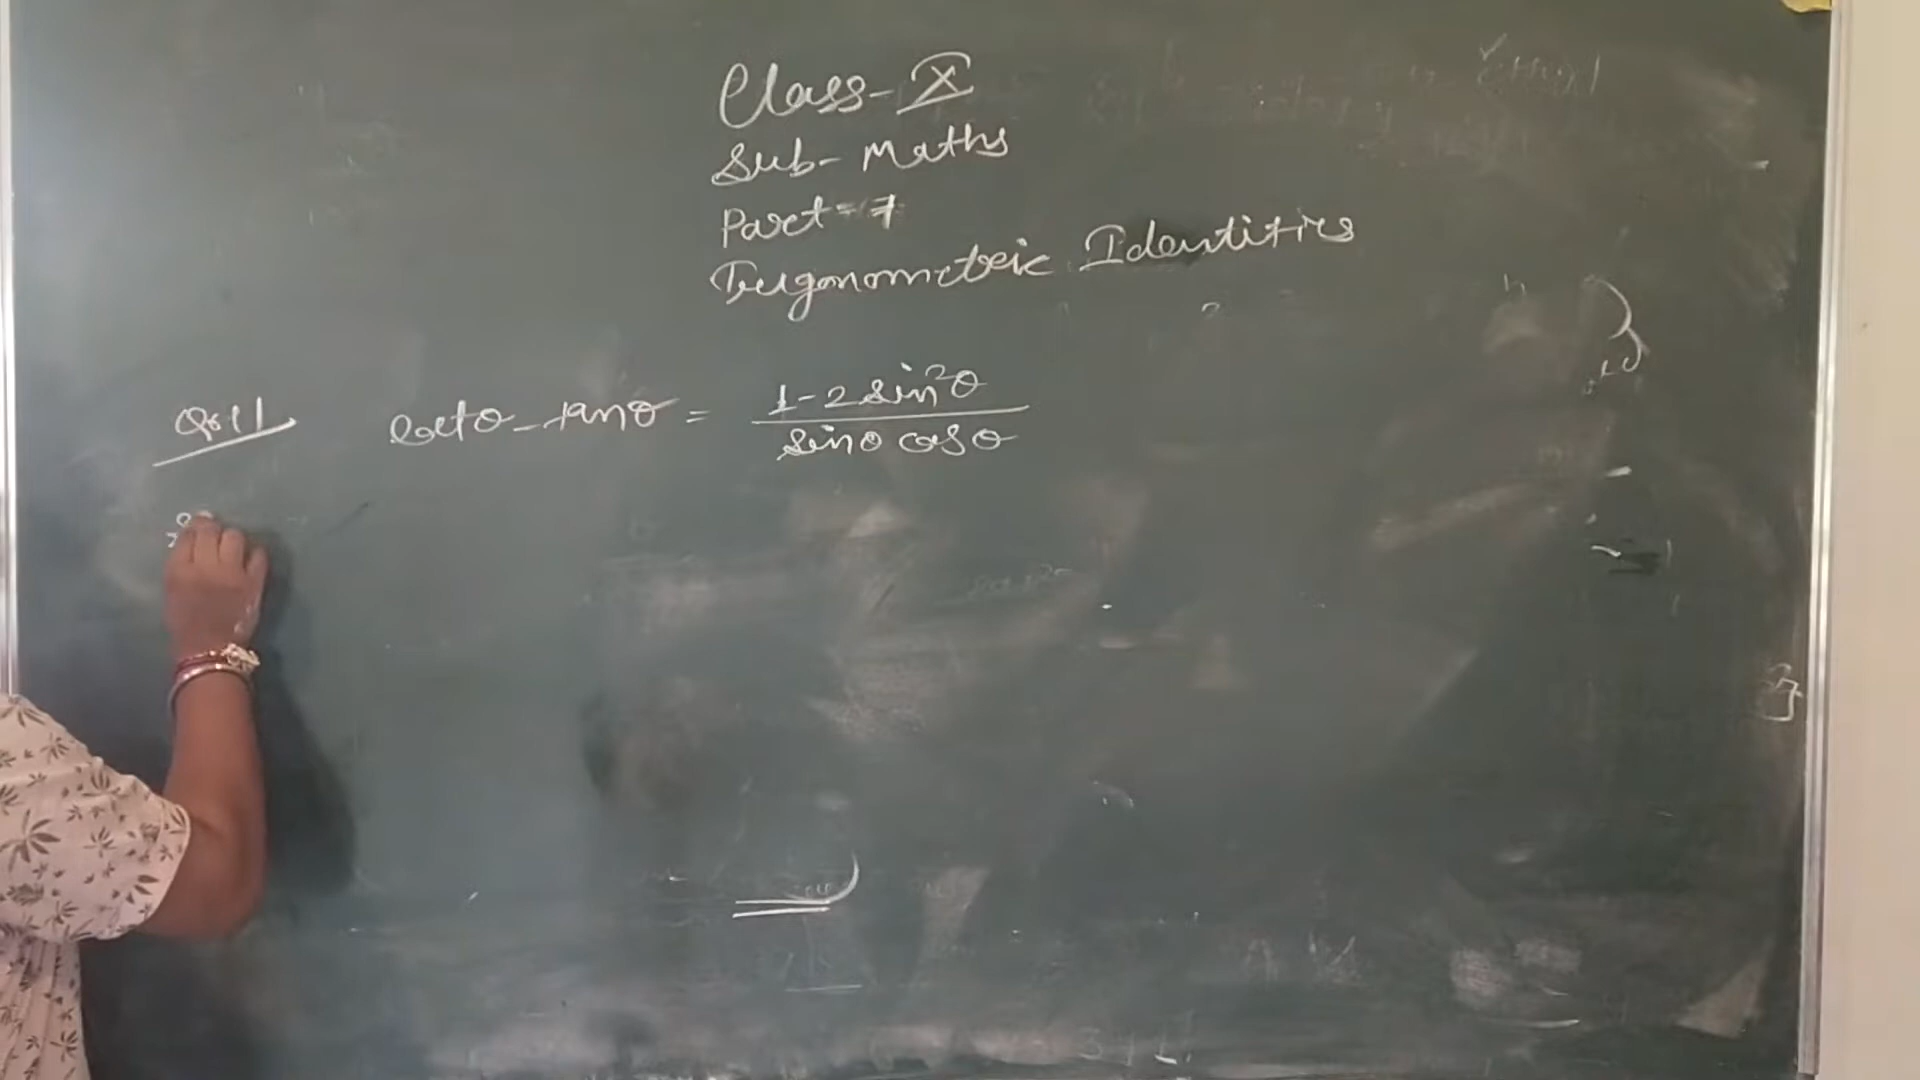 Class-X
Sub- Maths
Part-7
Trigonometric Identities
Q.11 cotθ-tanθ = 1-2sin²θ
sinθ cosθ